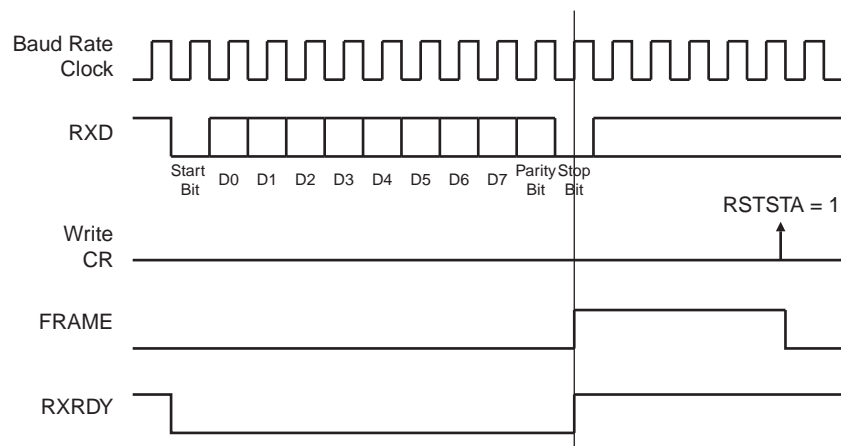 Baud Rate
Clock
RXD
Start
Bit
D0
D1
D2
D3
D4
D5
D6
D7
Parity
Bit
Stop
Bit
RSTSTA = 1
Write
CR
FRAME
RXRDY